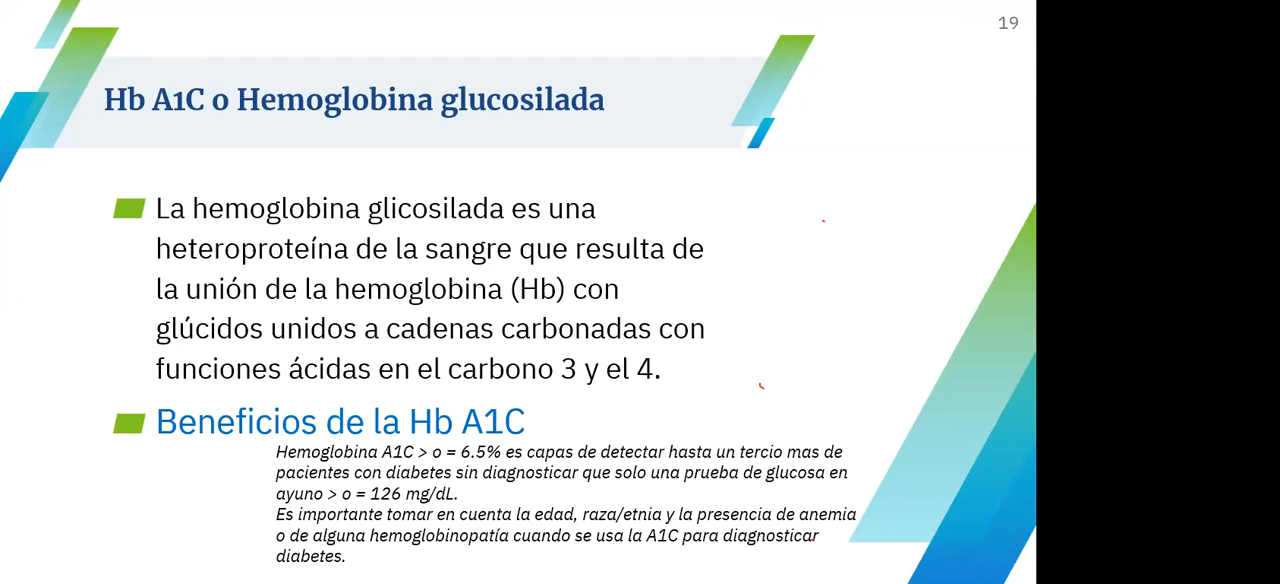 19
Hb A1C o Hemoglobina glucosilada
La hemoglobina glicosilada es una
heteroproteína de la sangre que resulta de
la unión de la hemoglobina (Hb) con
glúcidos unidos a cadenas carbonadas con
funciones ácidas en el carbono 3 y el 4.
Beneficios de la Hb A1C
Hemoglobina A1C > o = 6.5% es capas de detectar hasta un tercio mas de
pacientes con diabetes sin diagnosticar que solo una prueba de glucosa en
ayuno > o = 126 mg/dL.
Es importante tomar en cuenta la edad, raza/etnia y la presencia de anemia
o de alguna hemoglobinopatía cuando se usa la A1C para diagnosticar
diabetes.